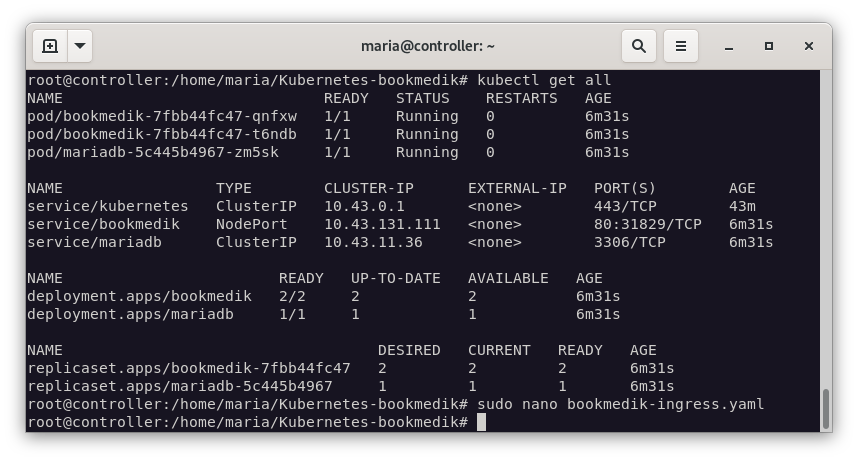 maria@controller: ~
root@controller:/home/maria/Kubernetes-bookmedik# kubectl get all
NAME                             READY   STATUS    RESTARTS   AGE
pod/bookmedik-7fbb44fc47-qnfxw   1/1     Running   0          6m31s
pod/bookmedik-7fbb44fc47-t6ndb   1/1     Running   0          6m31s
pod/mariadb-5c445b4967-zm5sk     1/1     Running   0          6m31s
NAME                 TYPE        CLUSTER-IP      EXTERNAL-IP   PORT(S)        AGE
service/kubernetes   ClusterIP   10.43.0.1       <none>        443/TCP        43m
service/bookmedik    NodePort    10.43.131.111   <none>        80:31829/TCP   6m31s
service/mariadb      ClusterIP   10.43.11.36     <none>        3306/TCP       6m31s
NAME                        READY   UP-TO-DATE   AVAILABLE   AGE
deployment.apps/bookmedik   2/2     2            2           6m31s
deployment.apps/mariadb     1/1     1            1           6m31s
NAME                                   DESIRED   CURRENT   READY   AGE
replicaset.apps/bookmedik-7fbb44fc47   2         2         2       6m31s
replicaset.apps/mariadb-5c445b4967     1         1         1       6m31s
root@controller:/home/maria/Kubernetes-bookmedik# sudo nano bookmedik-ingress.yaml
root@controller:/home/maria/Kubernetes-bookmedik#